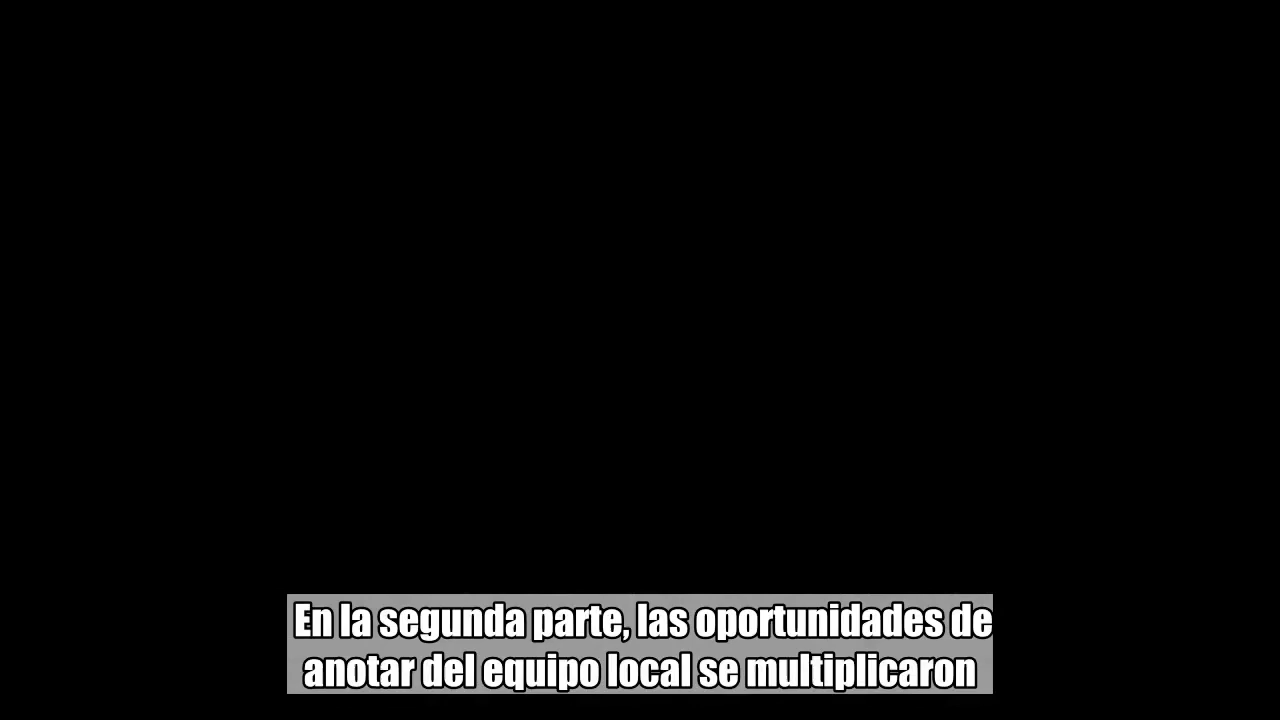 En la segunda parte, las oportunidades de
anotar del equipo local se multiplicaron